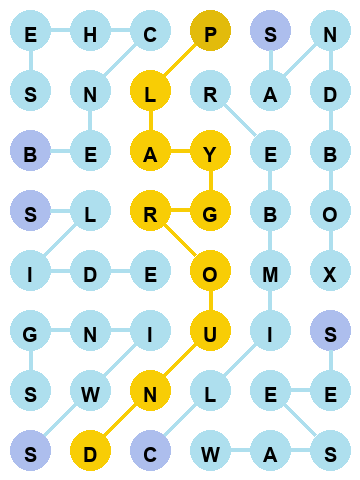 E H C P S N
S N L R A D
B E A Y E B
S L R G B O
I D E O M X
G N I U I S
S W N L E E
S D C W A S